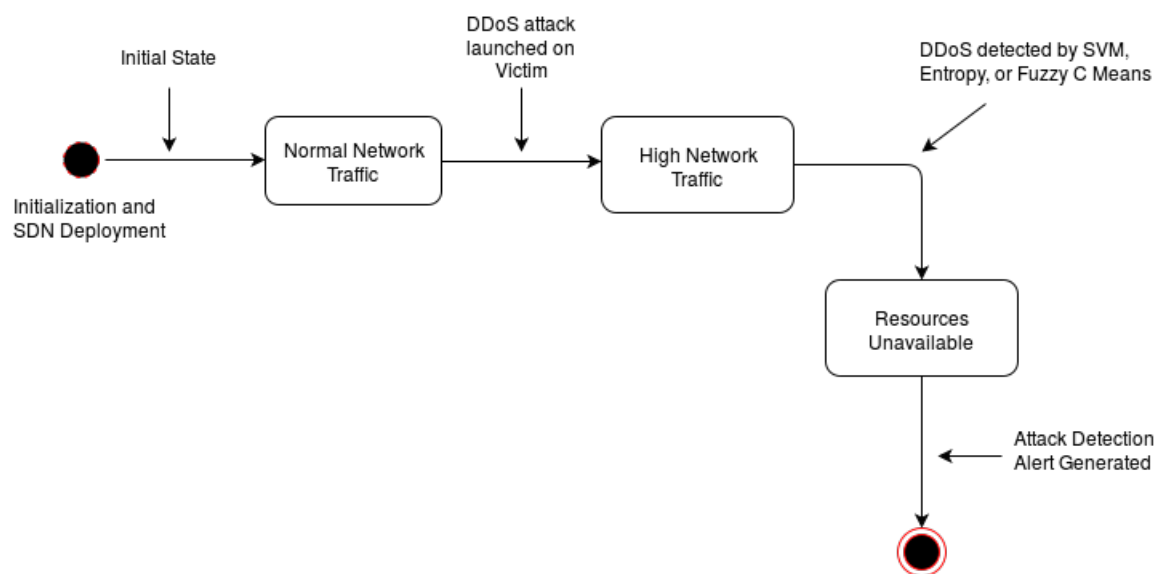 Initial State
DDoS attack
launched on
Victim
DDoS detected by SVM,
Entropy, or Fuzzy C Means
Normal Network
Traffic
High Network
Traffic
Initialization and
SDN Deployment
Resources
Unavailable
Attack Detection
Alert Generated